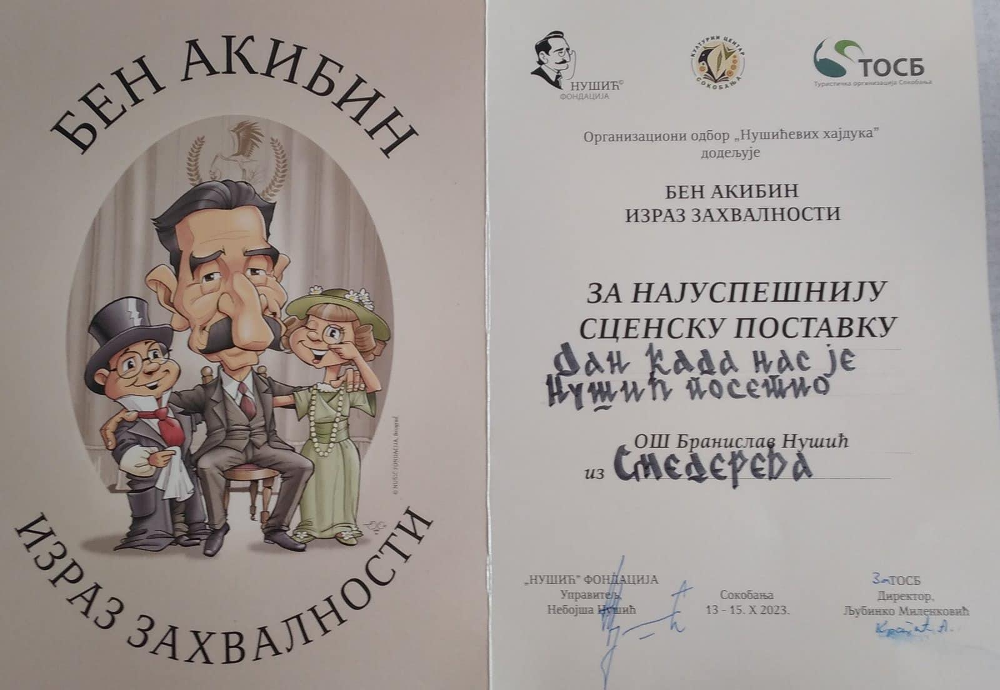 БЕН АКИБИН
ИЗРАЗ ЗАХВАЛНОСТИ
© NUŠIĆ FONDACIJA, Beograd
НУШИЋ©
ФОНДАЦИЈА
КУЛТУРНИ ЦЕНТАР
СОКОБАЊА
ТОСБ
Туристичка организација Сокобања
Организациони одбор „Нушићевих хајдука”
додељује
БЕН АКИБИН
ИЗРАЗ ЗАХВАЛНОСТИ
ЗА НАЈУСПЕШНИЈУ
СЦЕНСКУ ПОСТАВКУ
Дан када нас је
Нушић посетио
ОШ Бранислав Нушић
из Смедерева
„НУШИЋ” ФОНДАЦИЈА
Управитељ,
Небојша Нушић
Сокобања
13 - 15. X 2023.
За ТОСБ
Директор,
Љубинко Миленковић